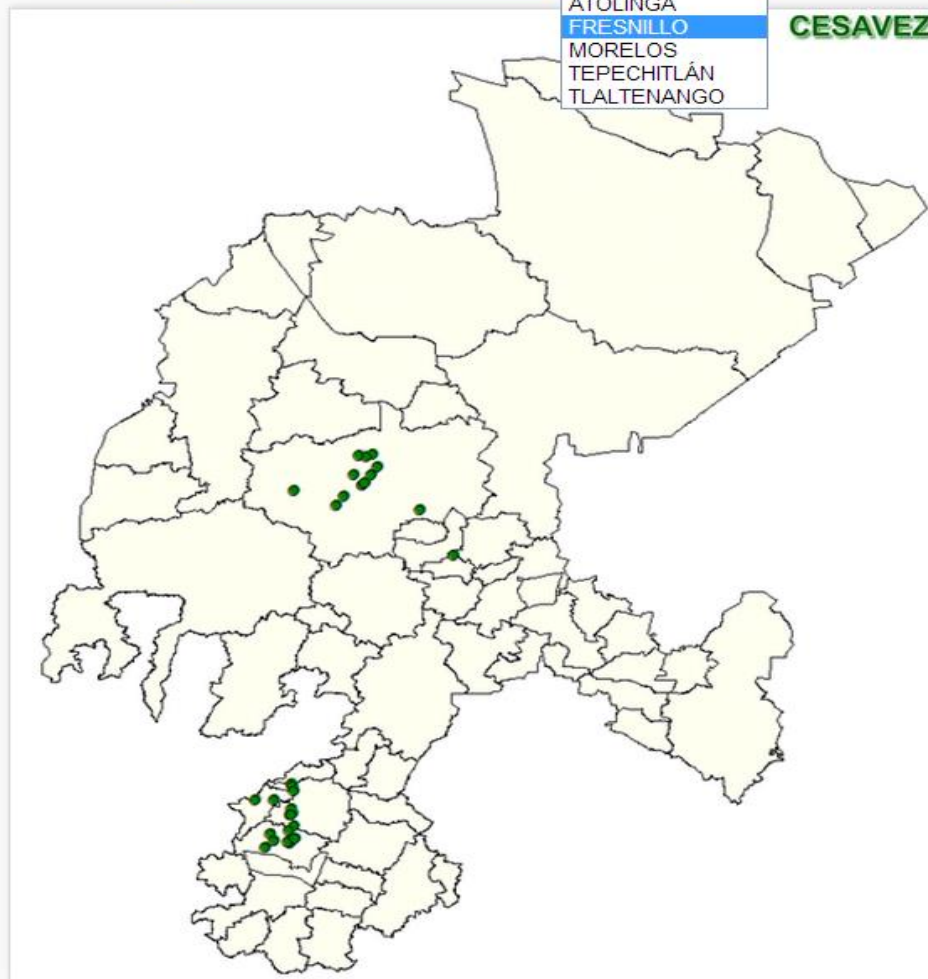 ATOLINGA
FRESNILLO
CESAVEZ
MORELOS
TEPECHITLÁN
TLALTENANGO